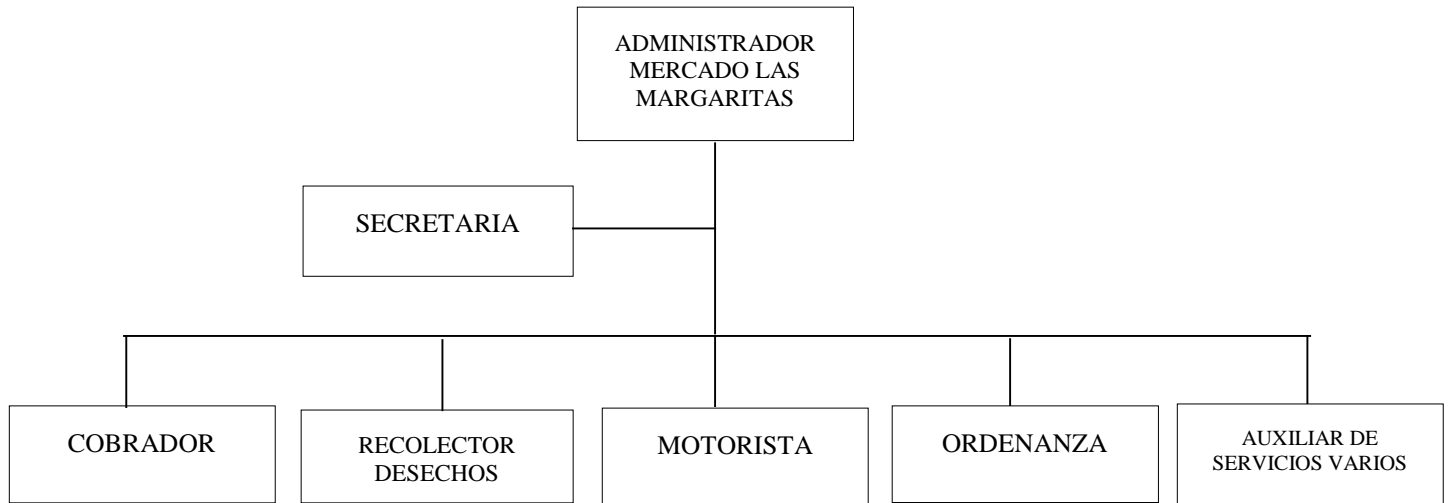 ADMINISTRADOR
MERCADO LAS
MARGARITAS
SECRETARIA
COBRADOR
RECOLECTOR
DESECHOS
MOTORISTA
ORDENANZA
AUXILIAR DE
SERVICIOS VARIOS